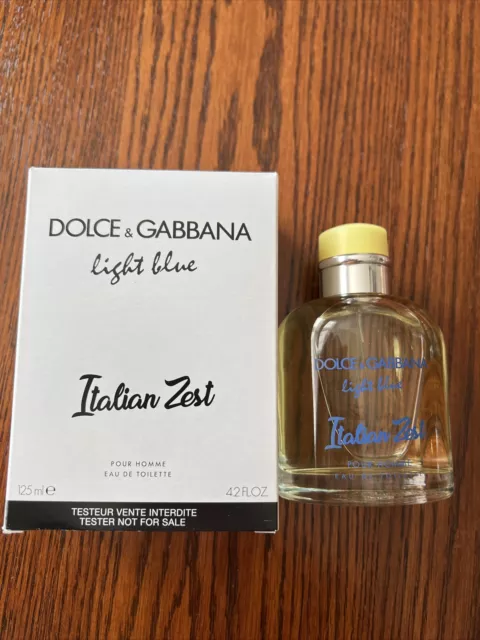 DOLCE & GABBANA
light blue
Italian Zest
POUR HOMME
EAU DE TOILETTE
125 ml e
4.2 FL.OZ.
TESTEUR VENTE INTERDITE
TESTER NOT FOR SALE
DOLCE & GABBANA
light blue
Italian Zest
POUR HOMME
EAU DE TOILETTE